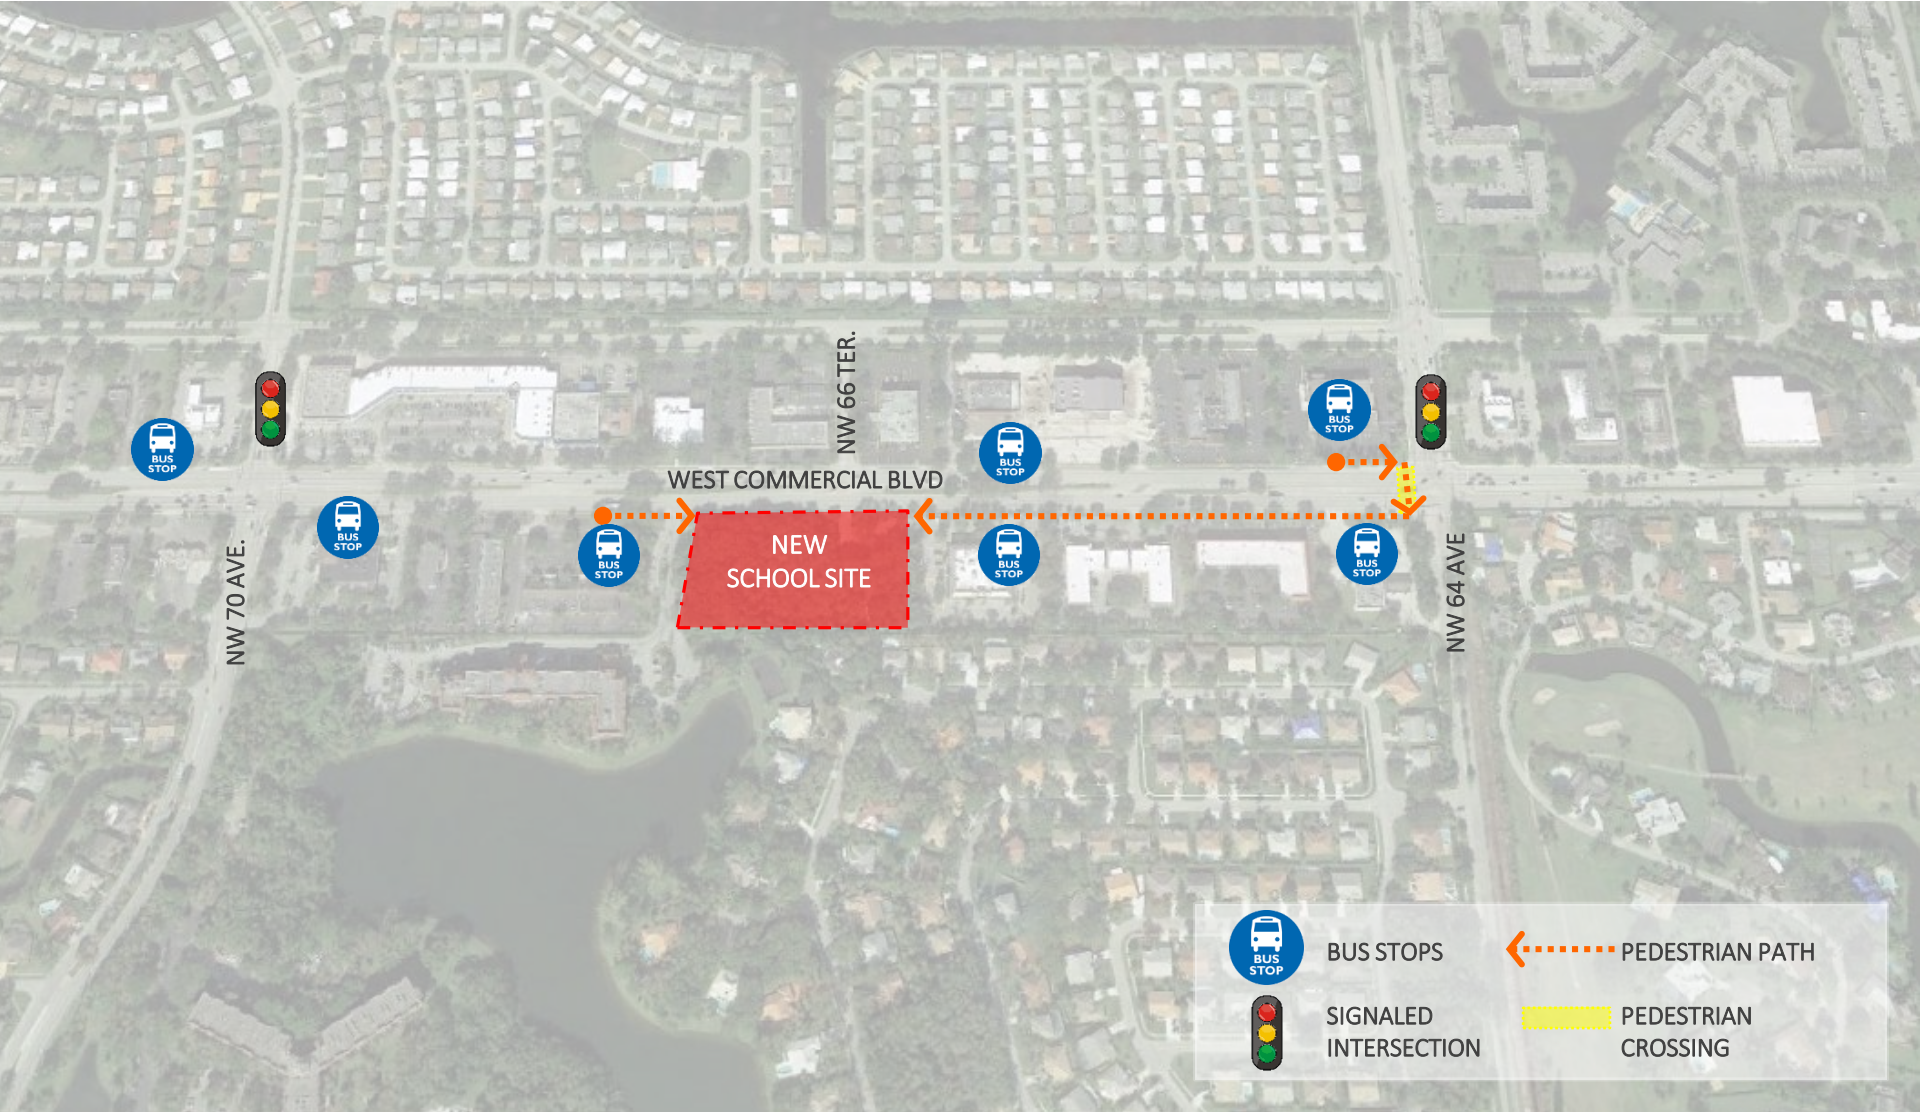 NW 66 TER.
BUS
STOP
BUS
STOP
BUS
STOP
WEST COMMERCIAL BLVD
BUS
STOP
BUS
STOP
NEW
SCHOOL SITE
BUS
STOP
BUS
STOP
NW 70 AVE.
NW 64 AVE
BUS
STOP
BUS STOPS
PEDESTRIAN PATH
SIGNALED
INTERSECTION
PEDESTRIAN
CROSSING